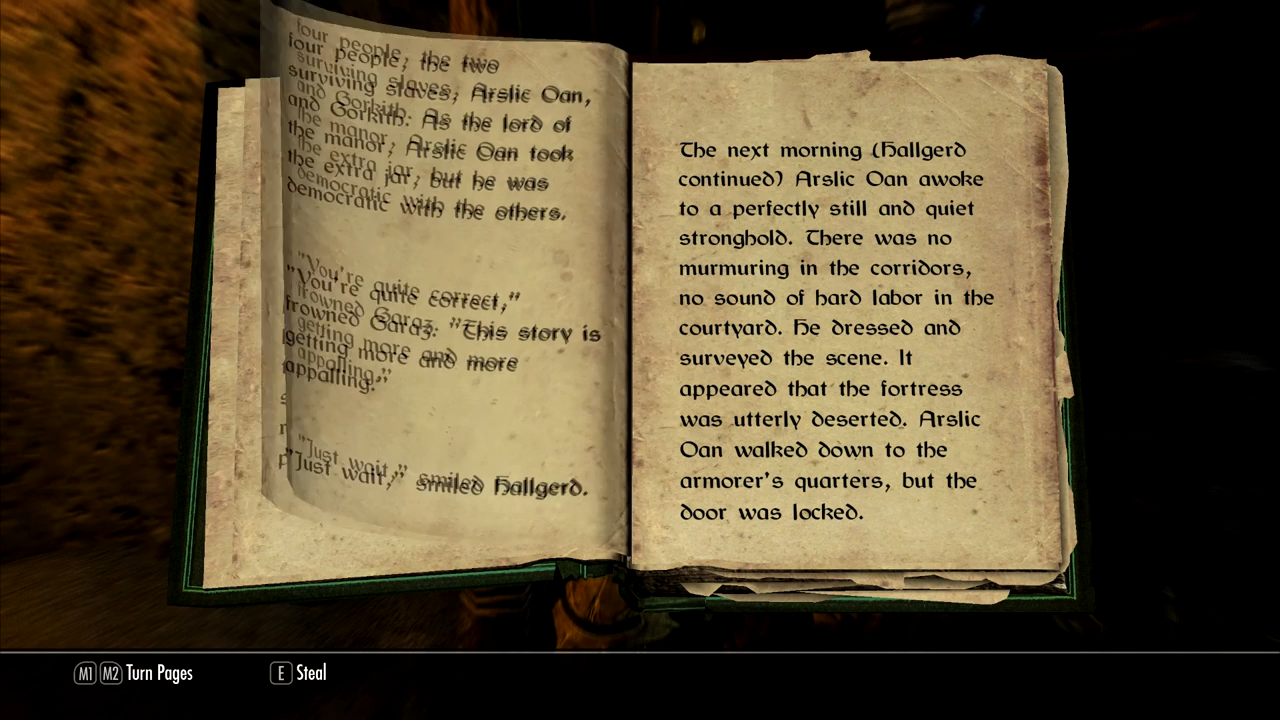 four people, the two
surviving slaves, Arslic Oan,
and Gorkith. As the lord of
the manor, Arslic Oan took
the extra jar, but he was
democratic with the others.
"You're quite correct,"
frowned Garaz. "This story is
getting more and more
appalling."
"Just wait," smiled Hallgerd.
The next morning (Hallgerd
continued) Arslic Oan awoke
to a perfectly still and quiet
stronghold. There was no
murmuring in the corridors,
no sound of hard labor in the
courtyard. He dressed and
surveyed the scene. It
appeared that the fortress
was utterly deserted. Arslic
Oan walked down to the
armorer's quarters, but the
door was locked.
M1 M2 Turn Pages
E Steal